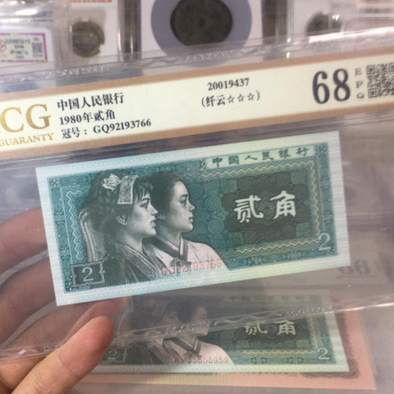 CG
GUARANTY
中国人民银行
1980年贰角
冠号：GQ92193766
20019437
(纤云☆☆☆)
68
EPQ
中国人民银行
贰角
2
2
贰角
2
2